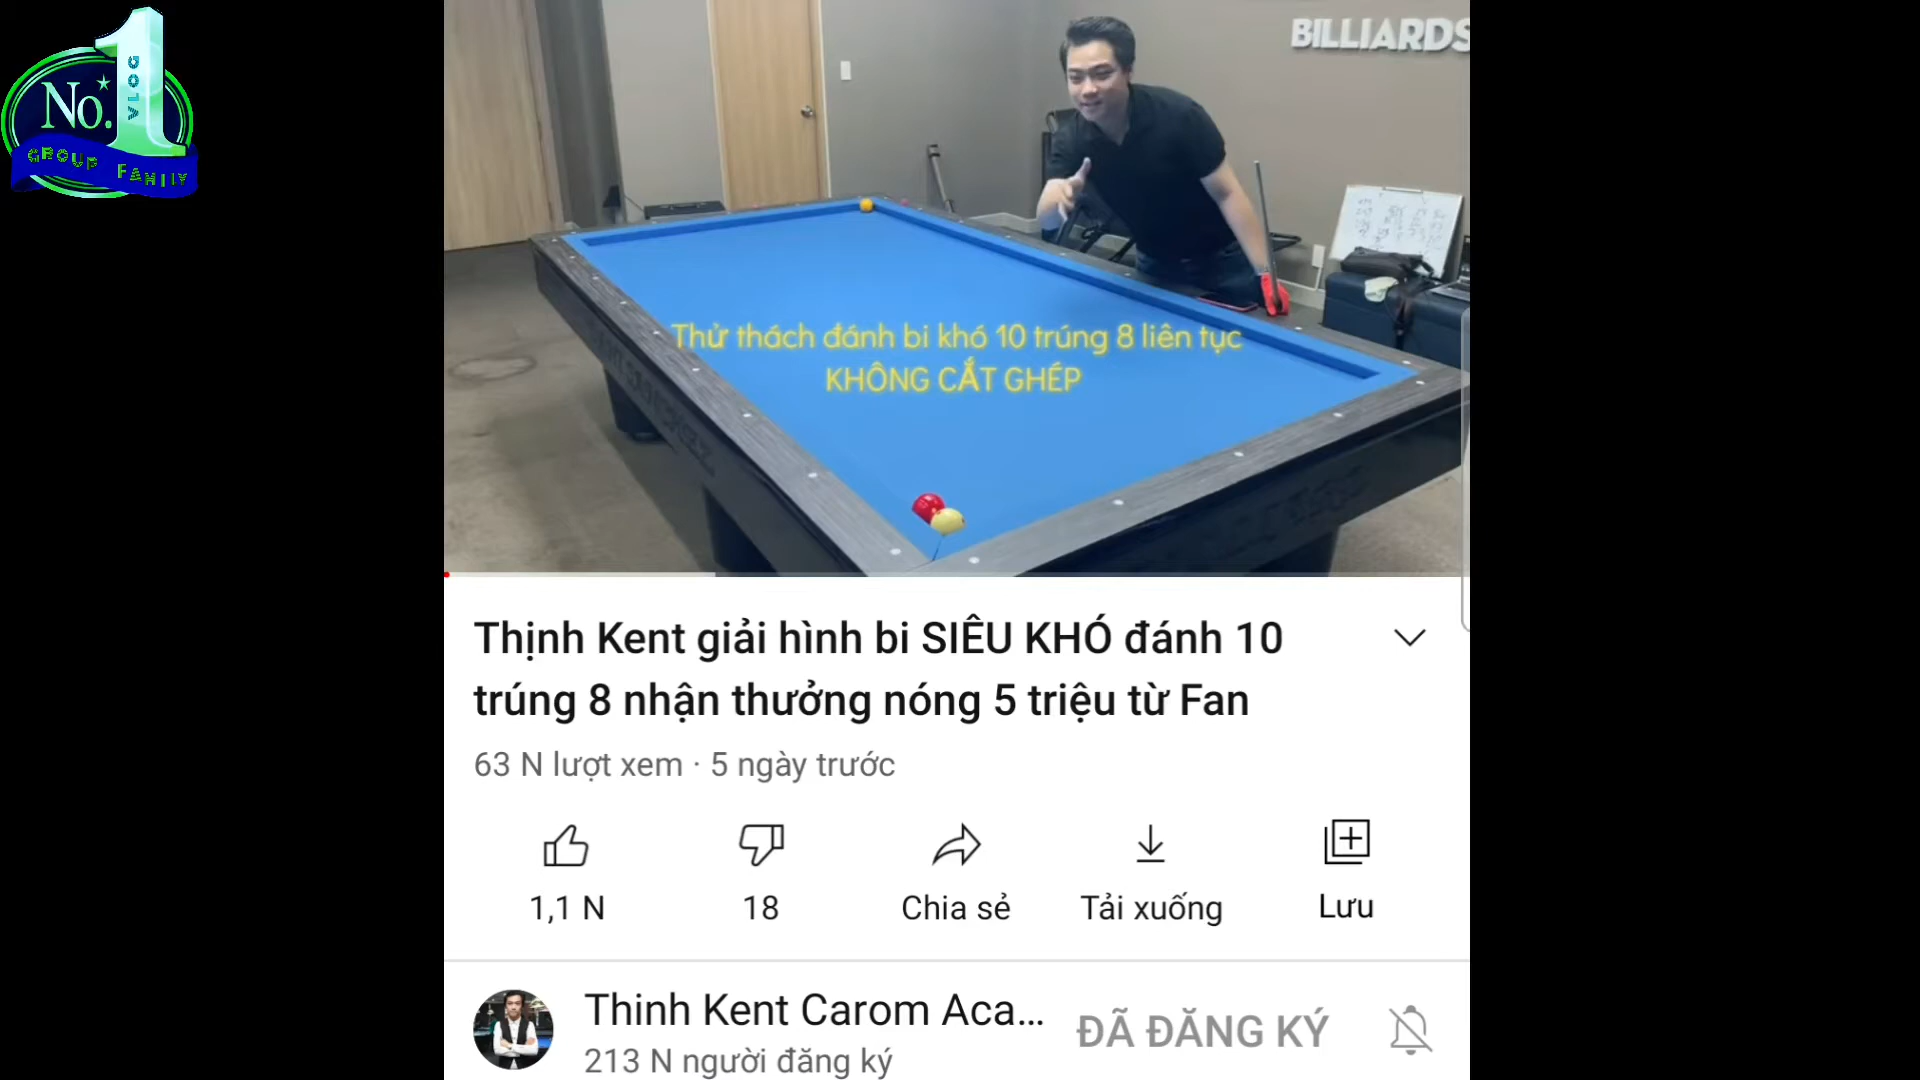 No.1
VLOG
GROUP FAMILY
BILLIARDS
Thử thách đánh bi khó 10 trúng 8 liên tục
KHÔNG CẮT GHÉP
Thịnh Kent giải hình bi SIÊU KHÓ đánh 10
trúng 8 nhận thưởng nóng 5 triệu từ Fan
63 N lượt xem · 5 ngày trước
1,1 N
18
Chia sẻ
Tải xuống
Lưu
Thinh Kent Carom Aca...
ĐÃ ĐĂNG KÝ
213 N người đăng ký